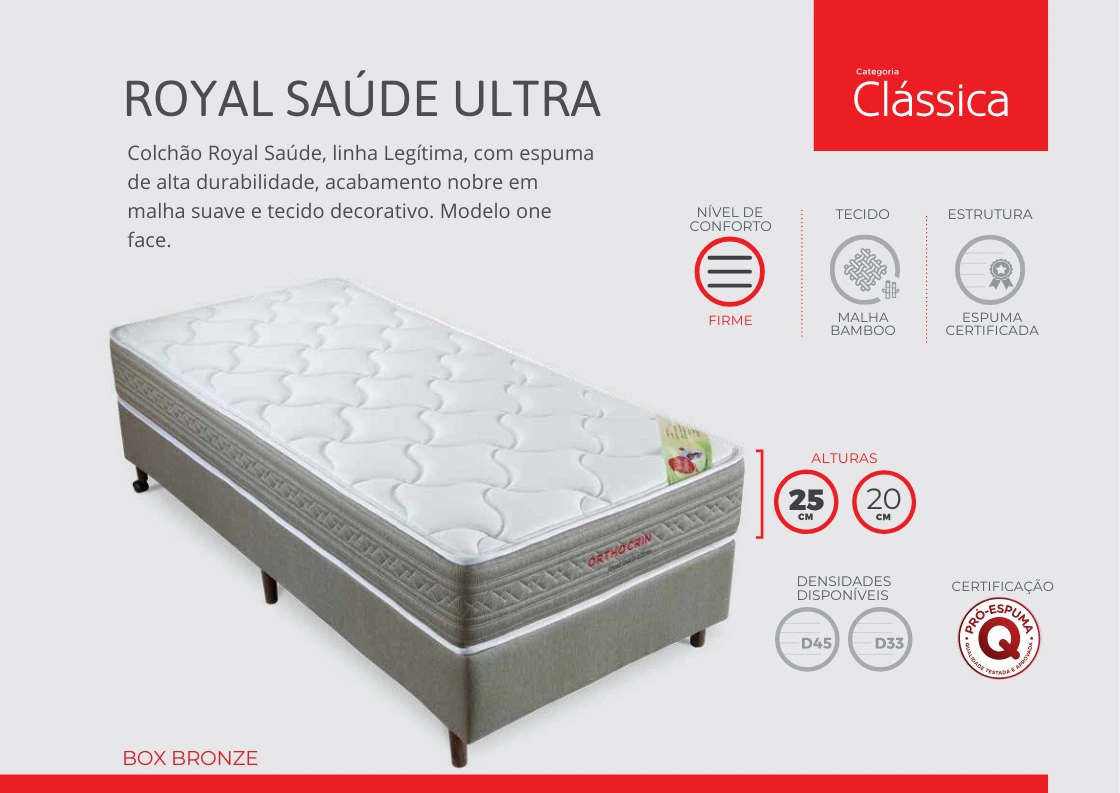 Categoria
Clássica
ROYAL SAÚDE ULTRA
Colchão Royal Saúde, linha Legítima, com espuma
de alta durabilidade, acabamento nobre em
malha suave e tecido decorativo. Modelo one
face.
NÍVEL DE
CONFORTO
FIRME
TECIDO
MALHA
BAMBOO
ESTRUTURA
ESPUMA
CERTIFICADA
ORTHOCRIN
ALTURAS
25
CM
20
CM
DENSIDADES
DISPONÍVEIS
D45
D33
CERTIFICAÇÃO
PRÓ-ESPUMA
Q
QUALIDADE TESTADA E APROVADA
BOX BRONZE